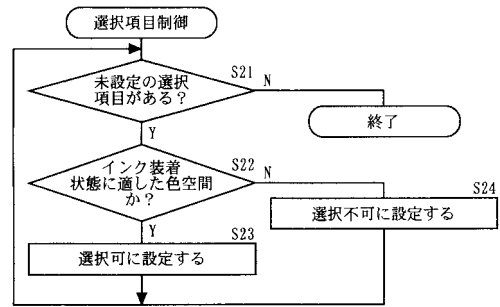 選択項目制御
S21
未設定の選択
項目がある?
N
Y
終了
S22
インク装着
状態に適した色空間
か?
N
Y
S24
選択不可に設定する
S23
選択可に設定する